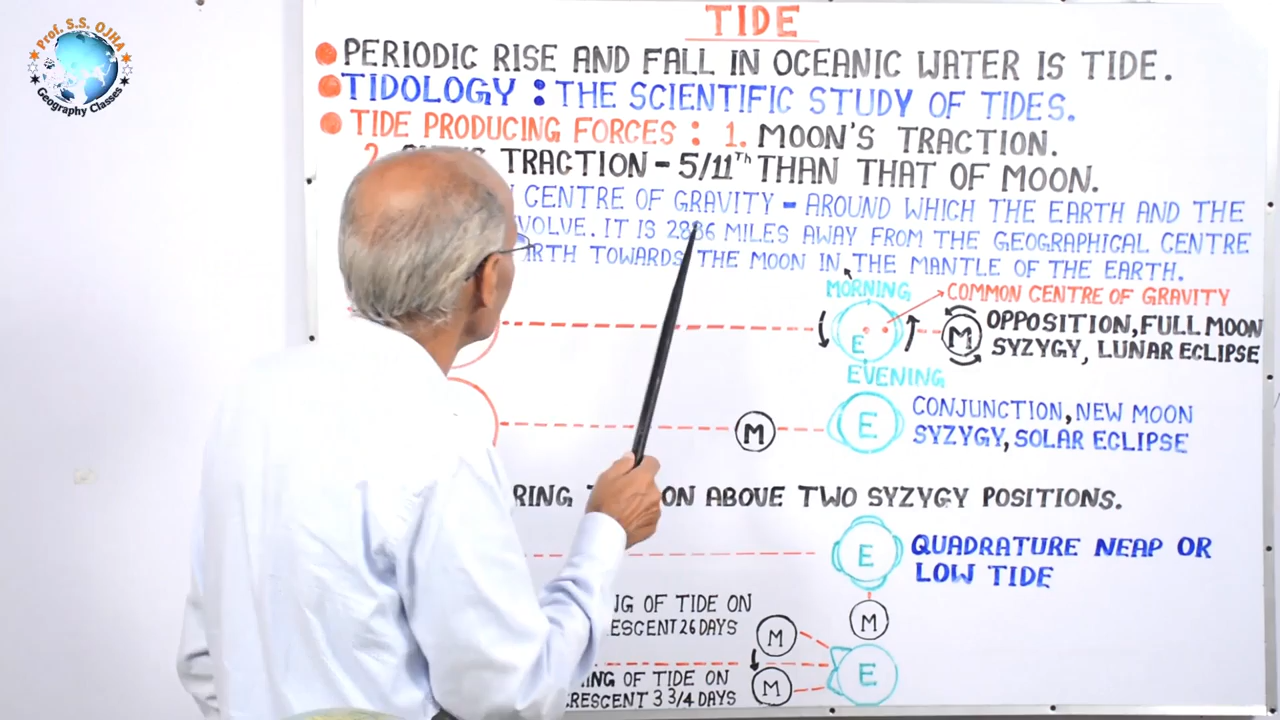 Prof. S.S. OJHA
Geography Classes
TIDE
PERIODIC RISE AND FALL IN OCEANIC WATER IS TIDE.
TIDOLOGY : THE SCIENTIFIC STUDY OF TIDES.
TIDE PRODUCING FORCES : 1. MOON'S TRACTION.
2. TRACTION - 5/11Th THAN THAT OF MOON.
CENTRE OF GRAVITY - AROUND WHICH THE EARTH AND THE
VOLVE. IT IS 2886 MILES AWAY FROM THE GEOGRAPHICAL CENTRE
RTH TOWARDS THE MOON IN THE MANTLE OF THE EARTH.
MORNING
COMMON CENTRE OF GRAVITY
E
M
OPPOSITION, FULL MOON
SYZYGY, LUNAR ECLIPSE
EVENING
M
E
CONJUNCTION, NEW MOON
SYZYGY, SOLAR ECLIPSE
RING ON ABOVE TWO SYZYGY POSITIONS.
E
QUADRATURE NEAP OR
LOW TIDE
M
NG OF TIDE ON
ESCENT 26 DAYS
M
E
NG OF TIDE ON
CRESCENT 3 3/4 DAYS
M